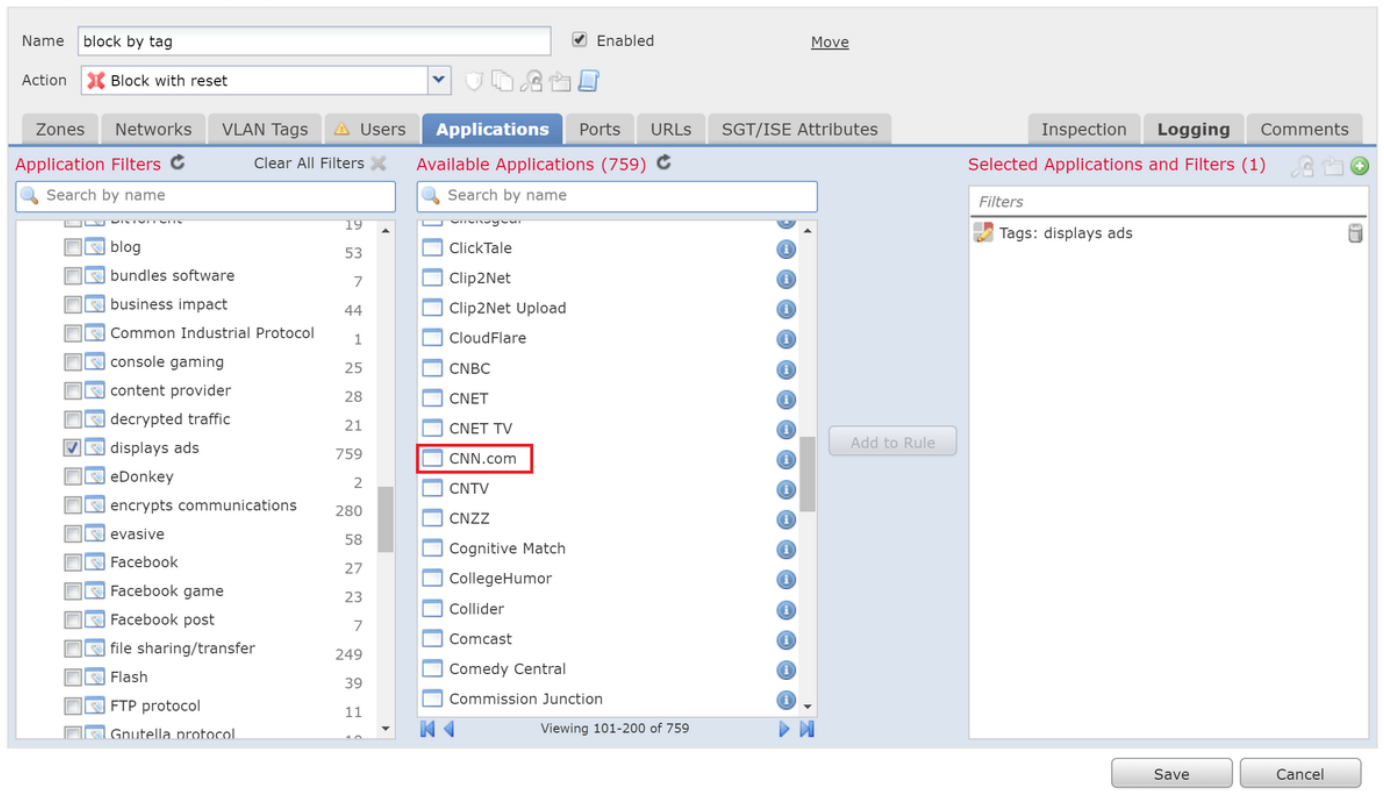 Name block by tag Enabled Move
Action Block with reset
Zones Networks VLAN Tags Users Applications Ports URLs SGT/ISE Attributes Inspection Logging Comments
Application Filters Clear All Filters
Search by name
BitTorrent 19
blog 53
bundles software 7
business impact 44
Common Industrial Protocol 1
console gaming 25
content provider 28
decrypted traffic 21
displays ads 759
eDonkey 2
encrypts communications 280
evasive 58
Facebook 27
Facebook game 23
Facebook post 7
file sharing/transfer 249
Flash 39
FTP protocol 11
Gnutella protocol
Available Applications (759)
Search by name
ClickTale
Clip2Net
Clip2Net Upload
CloudFlare
CNBC
CNET
CNET TV
CNN.com
CNTV
CNZZ
Cognitive Match
CollegeHumor
Collider
Comcast
Comedy Central
Commission Junction
Viewing 101-200 of 759
Add to Rule
Selected Applications and Filters (1)
Filters
Tags: displays ads
Save Cancel